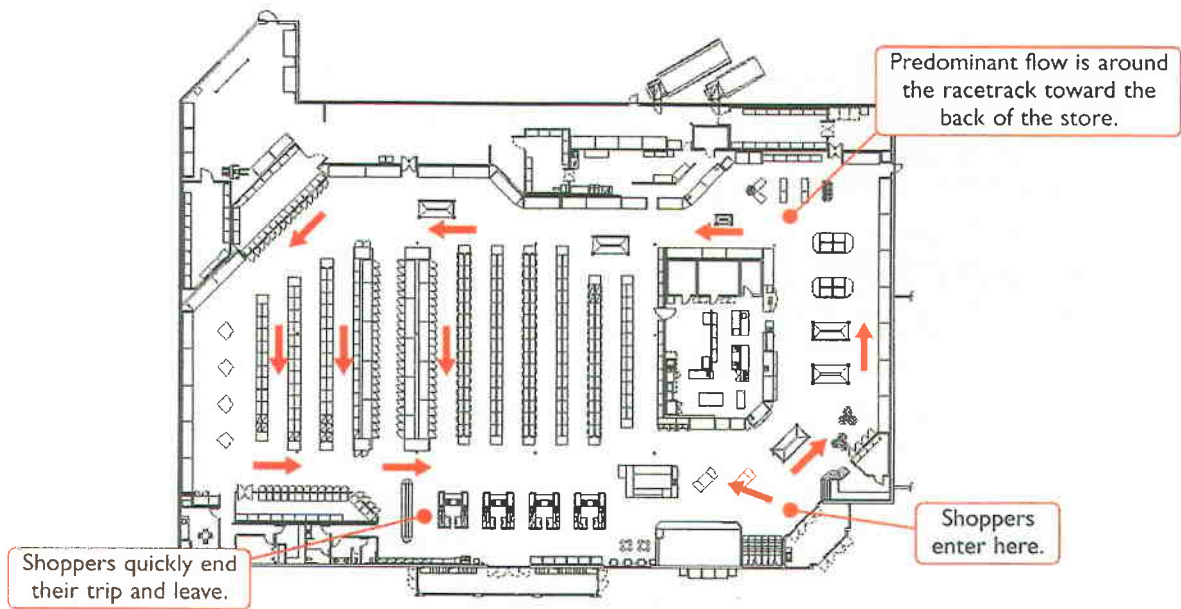 Predominant flow is around
the racetrack toward the
back of the store.
Shoppers
enter here.
Shoppers quickly end
their trip and leave.